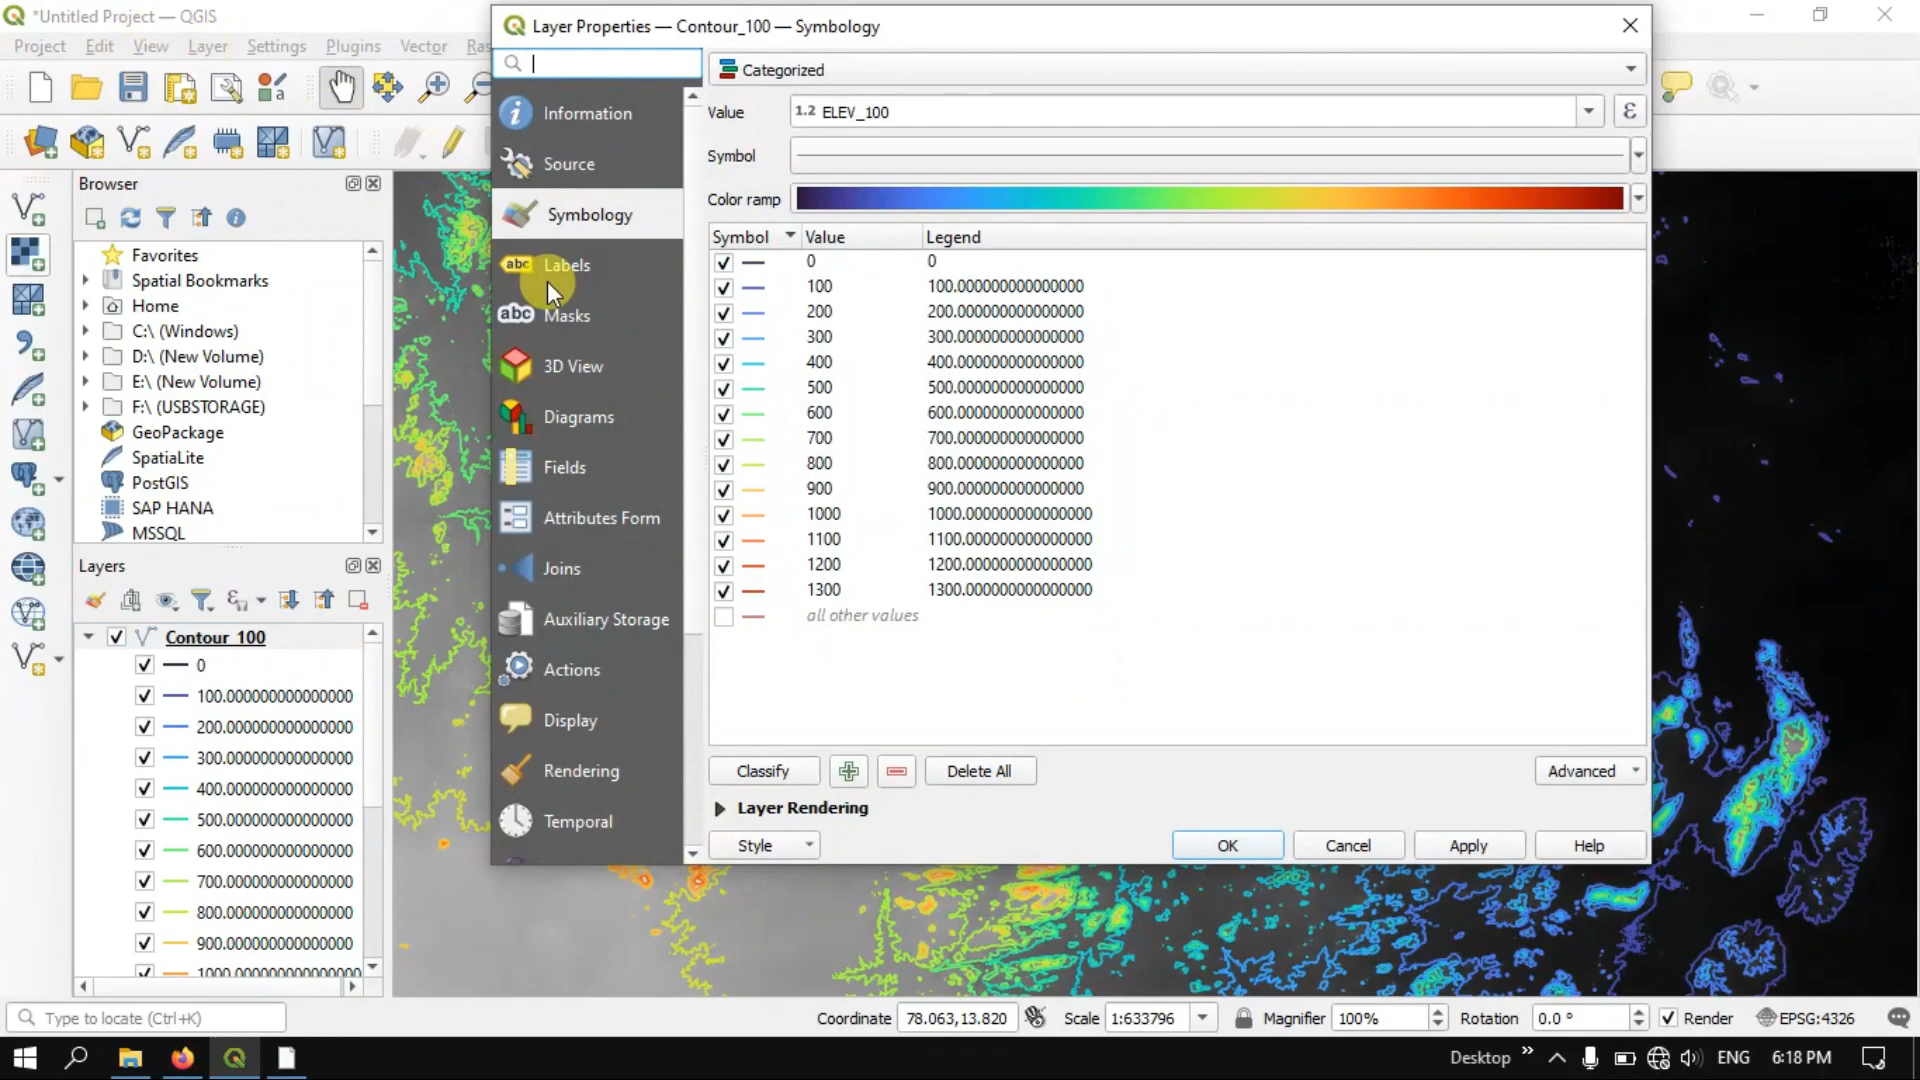 *Untitled Project — QGIS
Project Edit View Layer Settings Plugins Vector Ras
Browser
Favorites
Spatial Bookmarks
Home
C:\ (Windows)
D:\ (New Volume)
E:\ (New Volume)
F:\ (USBSTORAGE)
GeoPackage
SpatiaLite
PostGIS
SAP HANA
MSSQL
Layers
Contour_100
0
100.000000000000000
200.000000000000000
300.000000000000000
400.000000000000000
500.000000000000000
600.000000000000000
700.000000000000000
800.000000000000000
900.000000000000000
1000.000000000000000
Layer Properties — Contour_100 — Symbology
Information
Source
Symbology
abc Labels
abc Masks
3D View
Diagrams
Fields
Attributes Form
Joins
Auxiliary Storage
Actions
Display
Rendering
Temporal
Categorized
Value 1.2 ELEV_100 ε
Symbol
Color ramp
Symbol Value Legend
0 0
100 100.000000000000000
200 200.000000000000000
300 300.000000000000000
400 400.000000000000000
500 500.000000000000000
600 600.000000000000000
700 700.000000000000000
800 800.000000000000000
900 900.000000000000000
1000 1000.000000000000000
1100 1100.000000000000000
1200 1200.000000000000000
1300 1300.000000000000000
all other values
Classify Delete All Advanced
Layer Rendering
Style OK Cancel Apply Help
Type to locate (Ctrl+K) Coordinate 78.063,13.820 Scale 1:633796 Magnifier 100% Rotation 0.0 ° Render EPSG:4326
Desktop ENG 6:18 PM